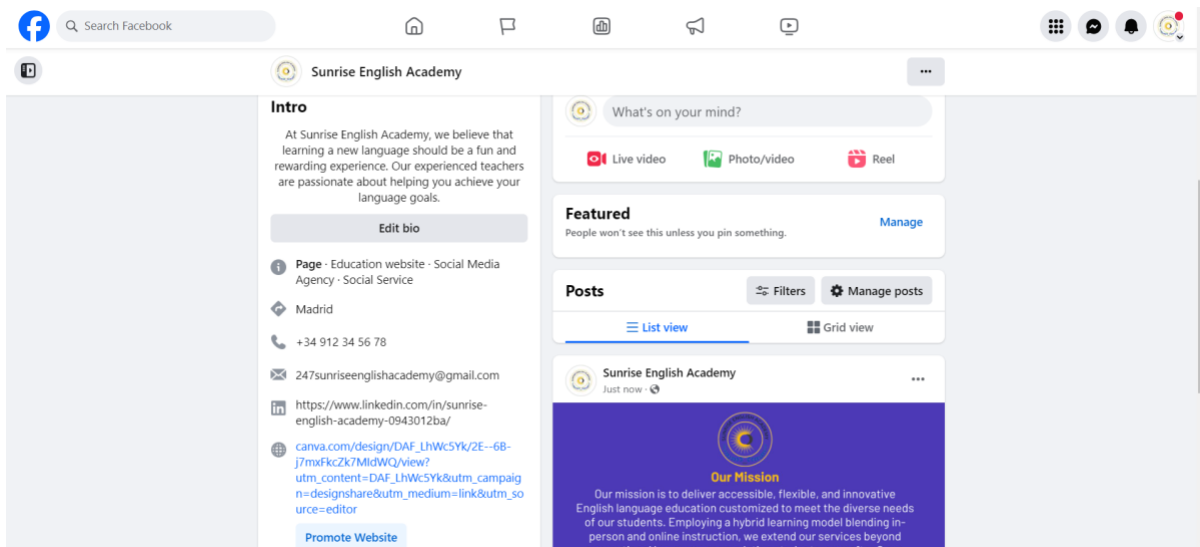 Search Facebook
Sunrise English Academy
Intro
At Sunrise English Academy, we believe that
learning a new language should be a fun and
rewarding experience. Our experienced teachers
are passionate about helping you achieve your
language goals.
Edit bio
Page · Education website · Social Media
Agency · Social Service
Madrid
+34 912 34 56 78
247sunriseenglishacademy@gmail.com
https://www.linkedin.com/in/sunrise-
english-academy-0943012ba/
canva.com/design/DAF_LhWc5Yk/2E--6B-
j7mxFkcZk7MIdWQ/view?
utm_content=DAF_LhWc5Yk&utm_campaig
n=designshare&utm_medium=link&utm_so
urce=editor
Promote Website
What's on your mind?
Live video
Photo/video
Reel
Featured
People won't see this unless you pin something.
Manage
Posts
Filters
Manage posts
List view
Grid view
Sunrise English Academy
Just now ·
Our Mission
Our mission is to deliver accessible, flexible, and innovative
English language education customized to meet the diverse needs
of our students. Employing a hybrid learning model blending in-
person and online instruction, we extend our services beyond